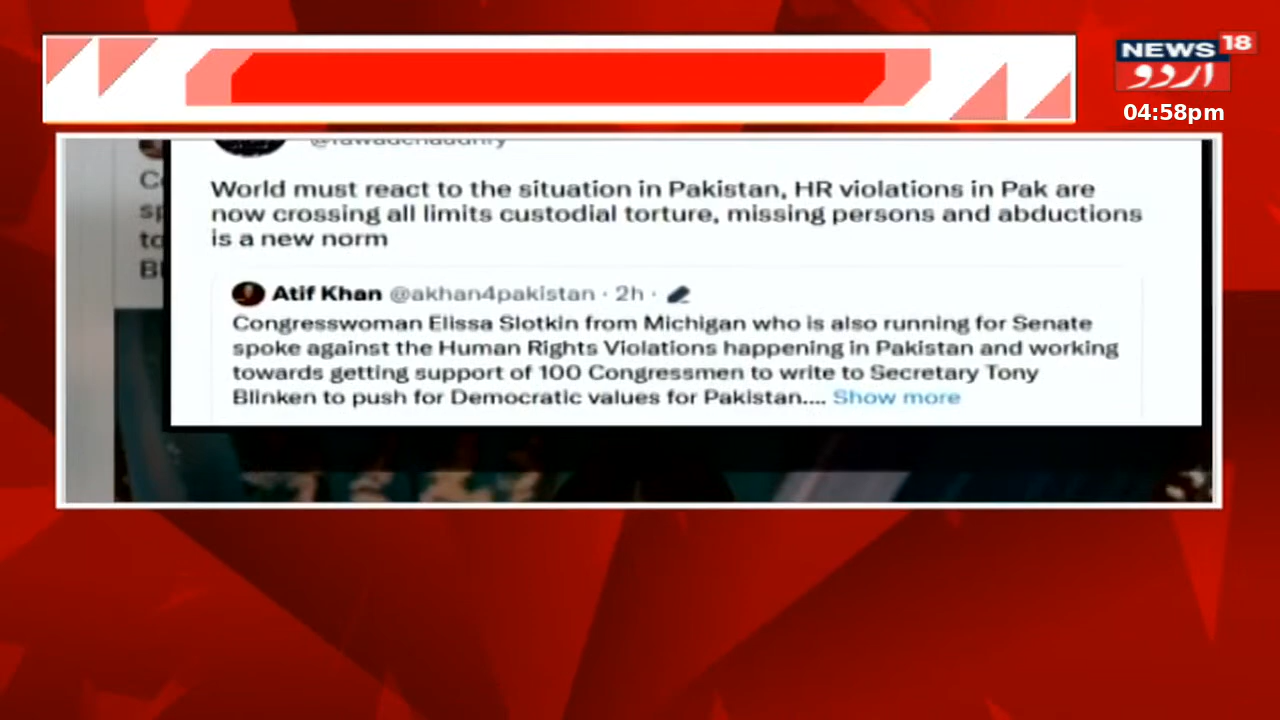 NEWS 18
اردو
04:58pm
@fawadchaudhry
World must react to the situation in Pakistan, HR violations in Pak are
now crossing all limits custodial torture, missing persons and abductions
is a new norm
Atif Khan @akhan4pakistan · 2h ·
Congresswoman Elissa Slotkin from Michigan who is also running for Senate
spoke against the Human Rights Violations happening in Pakistan and working
towards getting support of 100 Congressmen to write to Secretary Tony
Blinken to push for Democratic values for Pakistan.... Show more